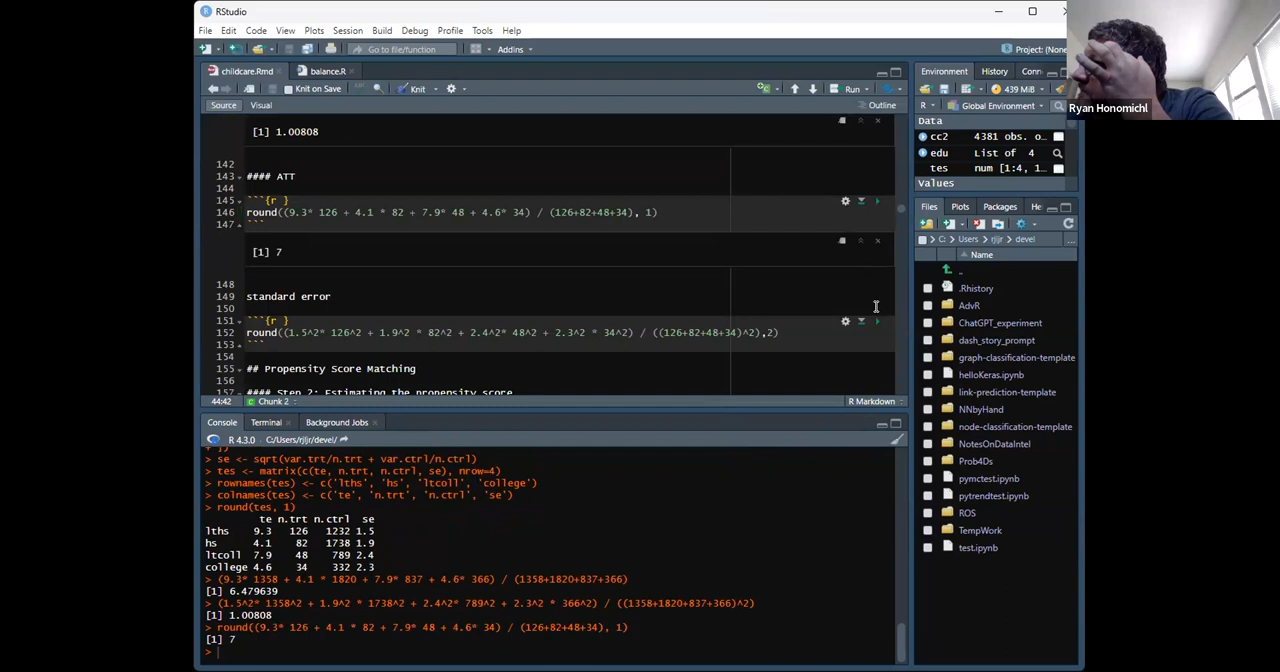 RStudio
File Edit Code View Plots Session Build Debug Profile Tools Help
Go to file/function
Addins
Project: (None
childcare.Rmd
balance.R
Knit on Save
Knit
Run
Source Visual
Outline
[1] 1.00808
142
143 #### ATT
144
145 ```{r }
146 round((9.3* 126 + 4.1 * 82 + 7.9* 48 + 4.6* 34) / (126+82+48+34), 1)
147 ```
[1] 7
148
149 standard error
150
151 ```{r }
152 round((1.5^2* 126^2 + 1.9^2 * 82^2 + 2.4^2* 48^2 + 2.3^2 * 34^2) / ((126+82+48+34)^2),2)
153 ```
154
155 ## Propensity Score Matching
156
157 #### Step 2: Estimating the propensity score
44:42 Chunk 2
R Markdown
Console Terminal Background Jobs
R 4.3.0 · C:/Users/rjljr/devel/
+ })
> se <- sqrt(var.trt/n.trt + var.ctrl/n.ctrl)
> tes <- matrix(c(te, n.trt, n.ctrl, se), nrow=4)
> rownames(tes) <- c('lths', 'hs', 'ltcoll', 'college')
> colnames(tes) <- c('te', 'n.trt', 'n.ctrl', 'se')
> round(tes, 1)
te n.trt n.ctrl se
lths 9.3 126 1232 1.5
hs 4.1 82 1738 1.9
ltcoll 7.9 48 789 2.4
college 4.6 34 332 2.3
> (9.3* 1358 + 4.1 * 1820 + 7.9* 837 + 4.6* 366) / (1358+1820+837+366)
[1] 6.479639
> (1.5^2* 1358^2 + 1.9^2 * 1738^2 + 2.4^2* 789^2 + 2.3^2 * 366^2) / ((1358+1820+837+366)^2)
[1] 1.00808
> round((9.3* 126 + 4.1 * 82 + 7.9* 48 + 4.6* 34) / (126+82+48+34), 1)
[1] 7
>
Environment History Conn
439 MiB
R Global Environment
Data
cc2 4381 obs. o…
edu List of 4
tes num [1:4, 1…
Values
Files Plots Packages He
C: Users rjljr devel
...
Name
..
.Rhistory
AdvR
ChatGPT_experiment
dash_story_prompt
graph-classification-template
helloKeras.ipynb
link-prediction-template
NNbyHand
node-classification-template
NotesOnDataIntel
Prob4Ds
pymctest.ipynb
pytrendtest.ipynb
ROS
TempWork
test.ipynb
Ryan Honomichl